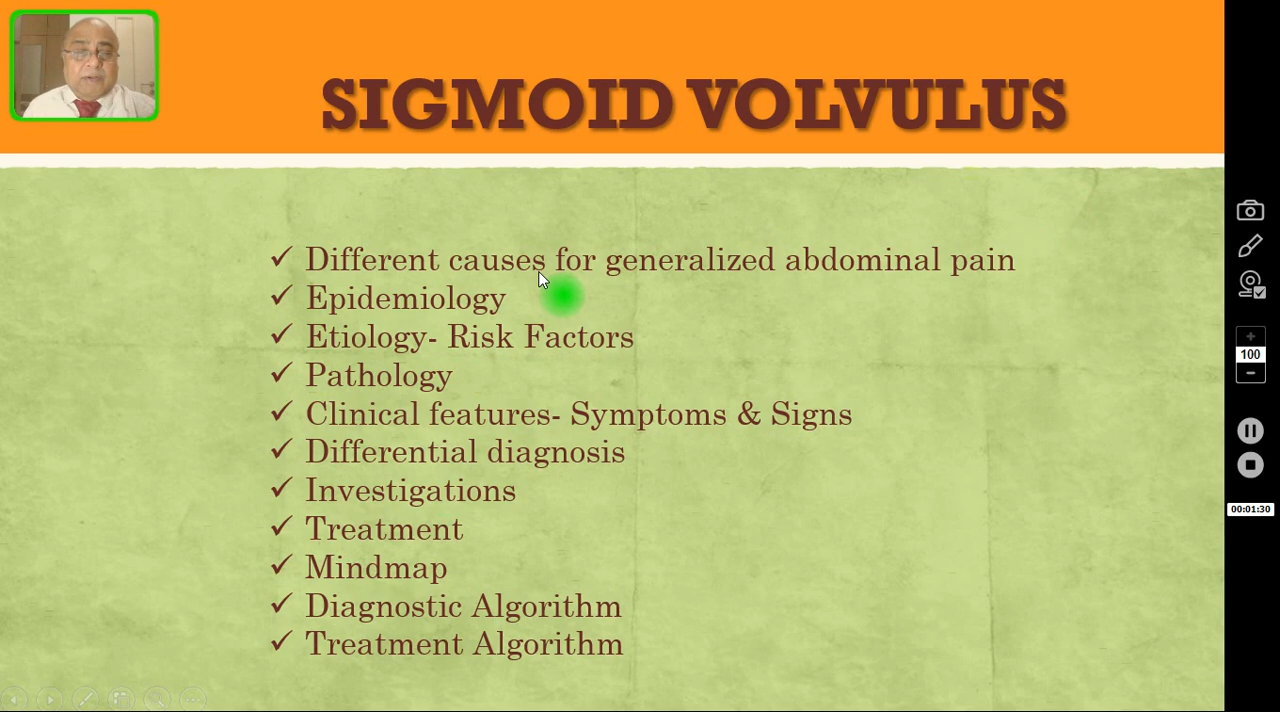 SIGMOID VOLVULUS
✓ Different causes for generalized abdominal pain
✓ Epidemiology
✓ Etiology- Risk Factors
✓ Pathology
✓ Clinical features- Symptoms & Signs
✓ Differential diagnosis
✓ Investigations
✓ Treatment
✓ Mindmap
✓ Diagnostic Algorithm
✓ Treatment Algorithm
100
00:01:30